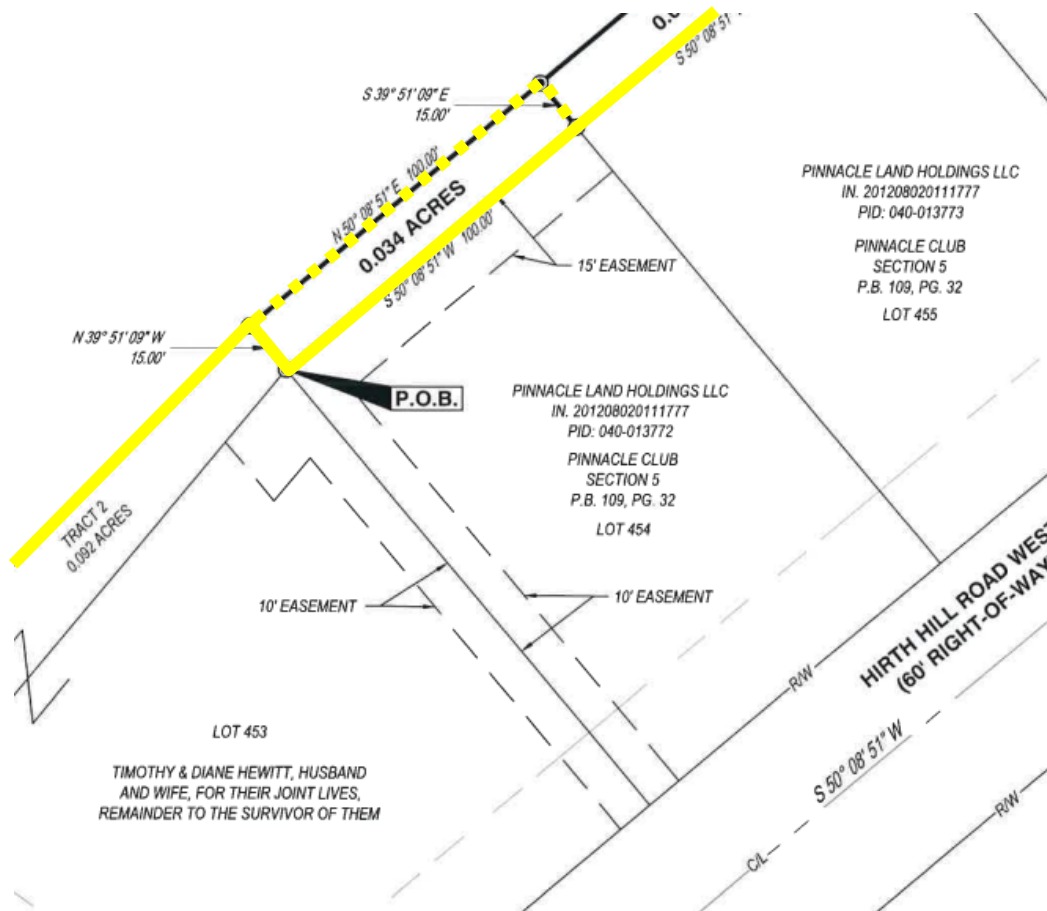 0.0
S 50° 08' 51"
S 39° 51' 09" E
15.00'
N 50° 08' 51" E 100.00'
0.034 ACRES
S 50° 08' 51" W 100.00'
PINNACLE LAND HOLDINGS LLC
IN. 201208020111777
PID: 040-013773
PINNACLE CLUB
SECTION 5
P.B. 109, PG. 32
LOT 455
15' EASEMENT
N 39° 51' 09" W
15.00'
P.O.B.
PINNACLE LAND HOLDINGS LLC
IN. 201208020111777
PID: 040-013772
PINNACLE CLUB
SECTION 5
P.B. 109, PG. 32
LOT 454
TRACT 2
0.092 ACRES
10' EASEMENT
10' EASEMENT
HIRTH HILL ROAD WEST
(60' RIGHT-OF-WAY
R/W
S 50° 08' 51" W
R/W
C/L
LOT 453
TIMOTHY & DIANE HEWITT, HUSBAND
AND WIFE, FOR THEIR JOINT LIVES,
REMAINDER TO THE SURVIVOR OF THEM